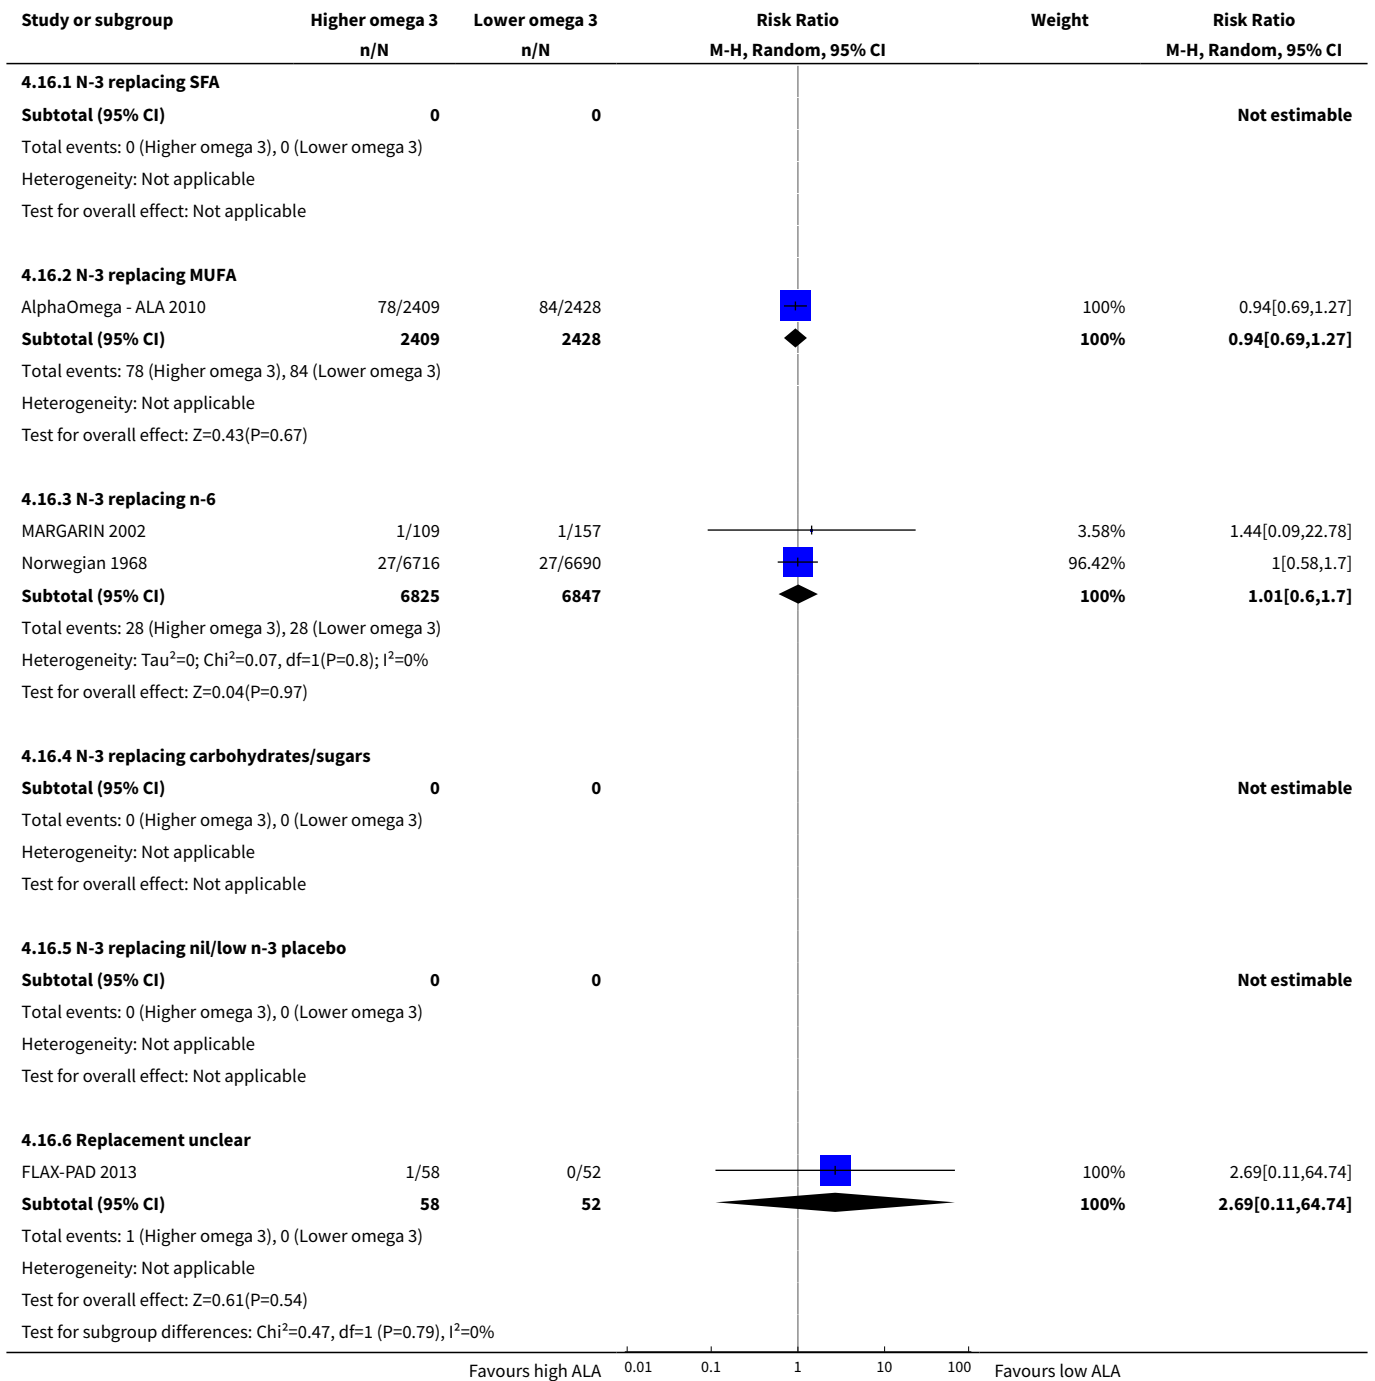 Study or subgroup Higher omega 3 Lower omega 3 Risk Ratio Weight Risk Ratio
n/N n/N M-H, Random, 95% CI M-H, Random, 95% CI
4.16.1 N-3 replacing SFA
Subtotal (95% CI) 0 0 Not estimable
Total events: 0 (Higher omega 3), 0 (Lower omega 3)
Heterogeneity: Not applicable
Test for overall effect: Not applicable
4.16.2 N-3 replacing MUFA
AlphaOmega - ALA 2010 78/2409 84/2428 100% 0.94[0.69,1.27]
Subtotal (95% CI) 2409 2428 100% 0.94[0.69,1.27]
Total events: 78 (Higher omega 3), 84 (Lower omega 3)
Heterogeneity: Not applicable
Test for overall effect: Z=0.43(P=0.67)
4.16.3 N-3 replacing n-6
MARGARIN 2002 1/109 1/157 3.58% 1.44[0.09,22.78]
Norwegian 1968 27/6716 27/6690 96.42% 1[0.58,1.7]
Subtotal (95% CI) 6825 6847 100% 1.01[0.6,1.7]
Total events: 28 (Higher omega 3), 28 (Lower omega 3)
Heterogeneity: Tau²=0; Chi²=0.07, df=1(P=0.8); I²=0%
Test for overall effect: Z=0.04(P=0.97)
4.16.4 N-3 replacing carbohydrates/sugars
Subtotal (95% CI) 0 0 Not estimable
Total events: 0 (Higher omega 3), 0 (Lower omega 3)
Heterogeneity: Not applicable
Test for overall effect: Not applicable
4.16.5 N-3 replacing nil/low n-3 placebo
Subtotal (95% CI) 0 0 Not estimable
Total events: 0 (Higher omega 3), 0 (Lower omega 3)
Heterogeneity: Not applicable
Test for overall effect: Not applicable
4.16.6 Replacement unclear
FLAX-PAD 2013 1/58 0/52 100% 2.69[0.11,64.74]
Subtotal (95% CI) 58 52 100% 2.69[0.11,64.74]
Total events: 1 (Higher omega 3), 0 (Lower omega 3)
Heterogeneity: Not applicable
Test for overall effect: Z=0.61(P=0.54)
Test for subgroup differences: Chi²=0.47, df=1 (P=0.79), I²=0%
Favours high ALA 0.01 0.1 1 10 100 Favours low ALA